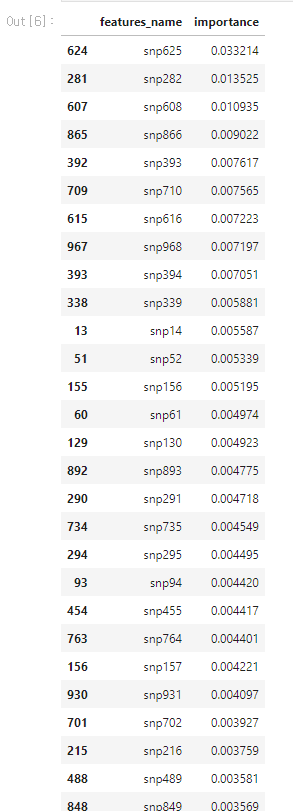 Out[6]:
features_name importance
624 snp625 0.033214
281 snp282 0.013525
607 snp608 0.010935
865 snp866 0.009022
392 snp393 0.007617
709 snp710 0.007565
615 snp616 0.007223
967 snp968 0.007197
393 snp394 0.007051
338 snp339 0.005881
13 snp14 0.005587
51 snp52 0.005339
155 snp156 0.005195
60 snp61 0.004974
129 snp130 0.004923
892 snp893 0.004775
290 snp291 0.004718
734 snp735 0.004549
294 snp295 0.004495
93 snp94 0.004420
454 snp455 0.004417
763 snp764 0.004401
156 snp157 0.004221
930 snp931 0.004097
701 snp702 0.003927
215 snp216 0.003759
488 snp489 0.003581
848 snp849 0.003569